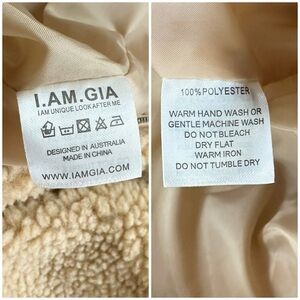 I.AM.GIA
I AM UNIQUE LOOK AFTER ME
DESIGNED IN AUSTRALIA
MADE IN CHINA
WWW.IAMGIA.COM
100% POLYESTER
WARM HAND WASH OR
GENTLE MACHINE WASH
DO NOT BLEACH
DRY FLAT
WARM IRON
DO NOT TUMBLE DRY